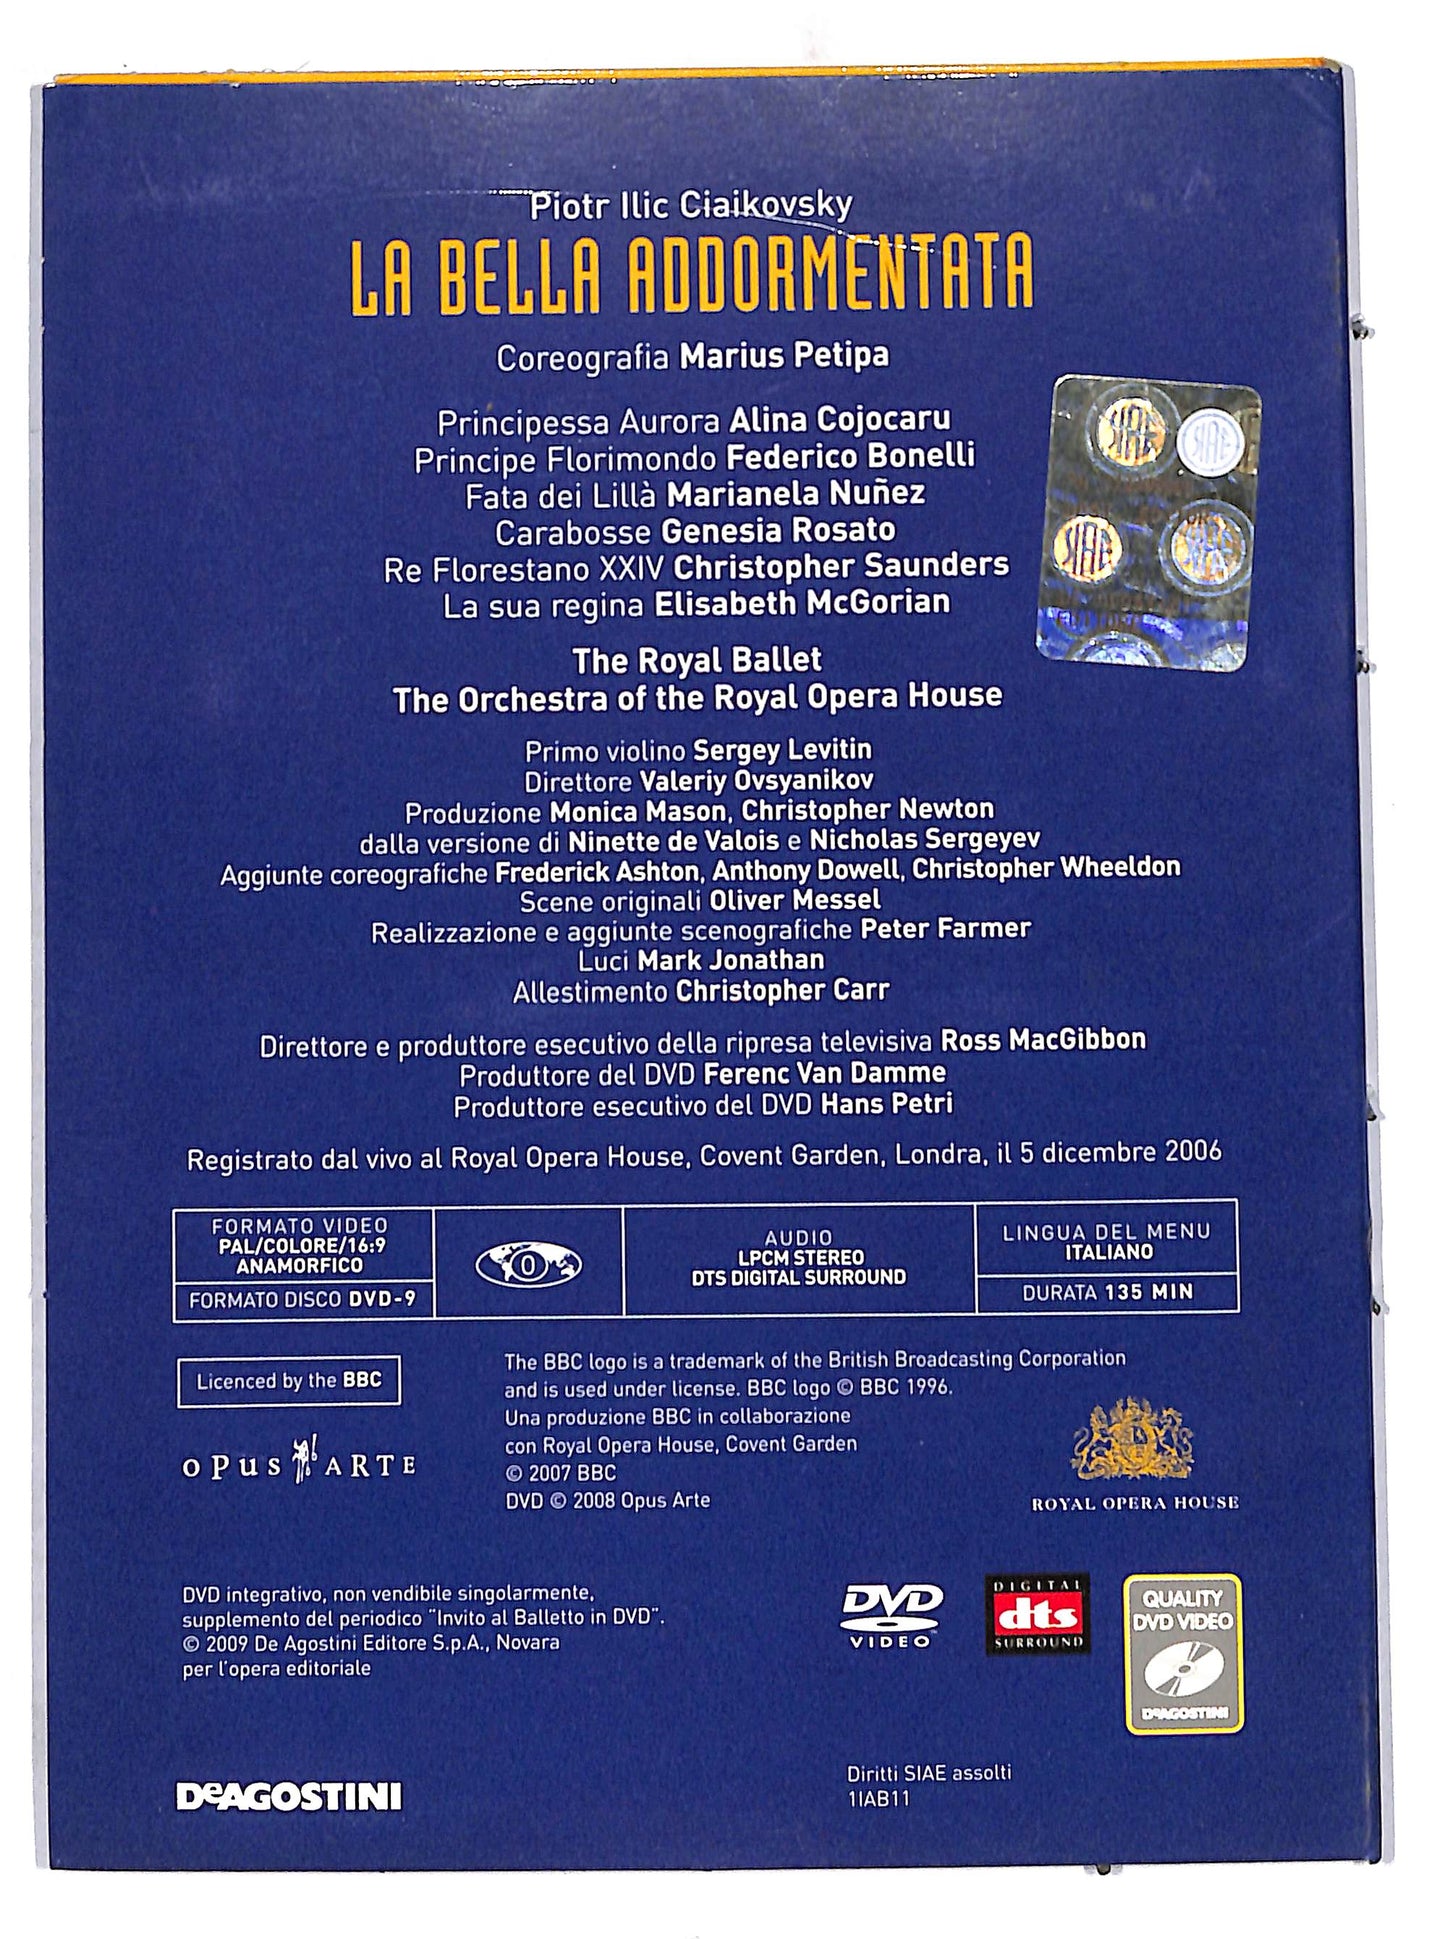 Piotr Ilic Ciaikovsky
LA BELLA ADDORMENTATA
Coreografia Marius Petipa
Principessa Aurora Alina Cojocaru
Principe Florimondo Federico Bonelli
Fata dei Lillà Marianela Nuñez
Carabosse Genesia Rosato
Re Florestano XXIV Christopher Saunders
La sua regina Elisabeth McGorian
The Royal Ballet
The Orchestra of the Royal Opera House
Primo violino Sergey Levitin
Direttore Valeriy Ovsyanikov
Produzione Monica Mason, Christopher Newton
dalla versione di Ninette de Valois e Nicholas Sergeyev
Aggiunte coreografiche Frederick Ashton, Anthony Dowell, Christopher Wheeldon
Scene originali Oliver Messel
Realizzazione e aggiunte scenografiche Peter Farmer
Luci Mark Jonathan
Allestimento Christopher Carr
Direttore e produttore esecutivo della ripresa televisiva Ross MacGibbon
Produttore del DVD Ferenc Van Damme
Produttore esecutivo del DVD Hans Petri
Registrato dal vivo al Royal Opera House, Covent Garden, Londra, il 5 dicembre 2006
FORMATO VIDEO
PAL/COLORE/16:9
ANAMORFICO
FORMATO DISCO DVD-9
0
AUDIO
LPCM STEREO
DTS DIGITAL SURROUND
LINGUA DEL MENU
ITALIANO
DURATA 135 MIN
Licenced by the BBC
OPUS ARTE
The BBC logo is a trademark of the British Broadcasting Corporation
and is used under license. BBC logo © BBC 1996.
Una produzione BBC in collaborazione
con Royal Opera House, Covent Garden
© 2007 BBC
DVD © 2008 Opus Arte
ROYAL OPERA HOUSE
DVD integrativo, non vendibile singolarmente,
supplemento del periodico "Invito al Balletto in DVD".
© 2009 De Agostini Editore S.p.A., Novara
per l'opera editoriale
DVD
VIDEO
DIGITAL
dts
SURROUND
QUALITY
DVD VIDEO
DeAGOSTINI
DeAGOSTINI
Diritti SIAE assolti
1IAB11
SIAE
SIAE
SIAE